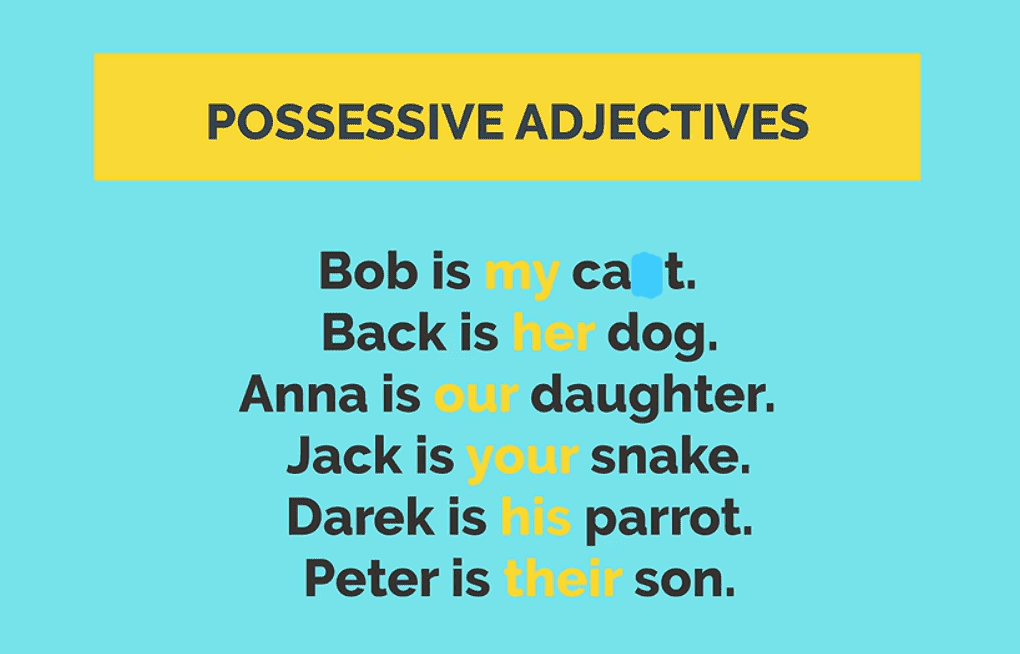 POSSESSIVE ADJECTIVES
Bob is my
Back is her dog.
Anna is our daughter.
Jack is your snake.
Darek is his parrot.
Peter is their son.